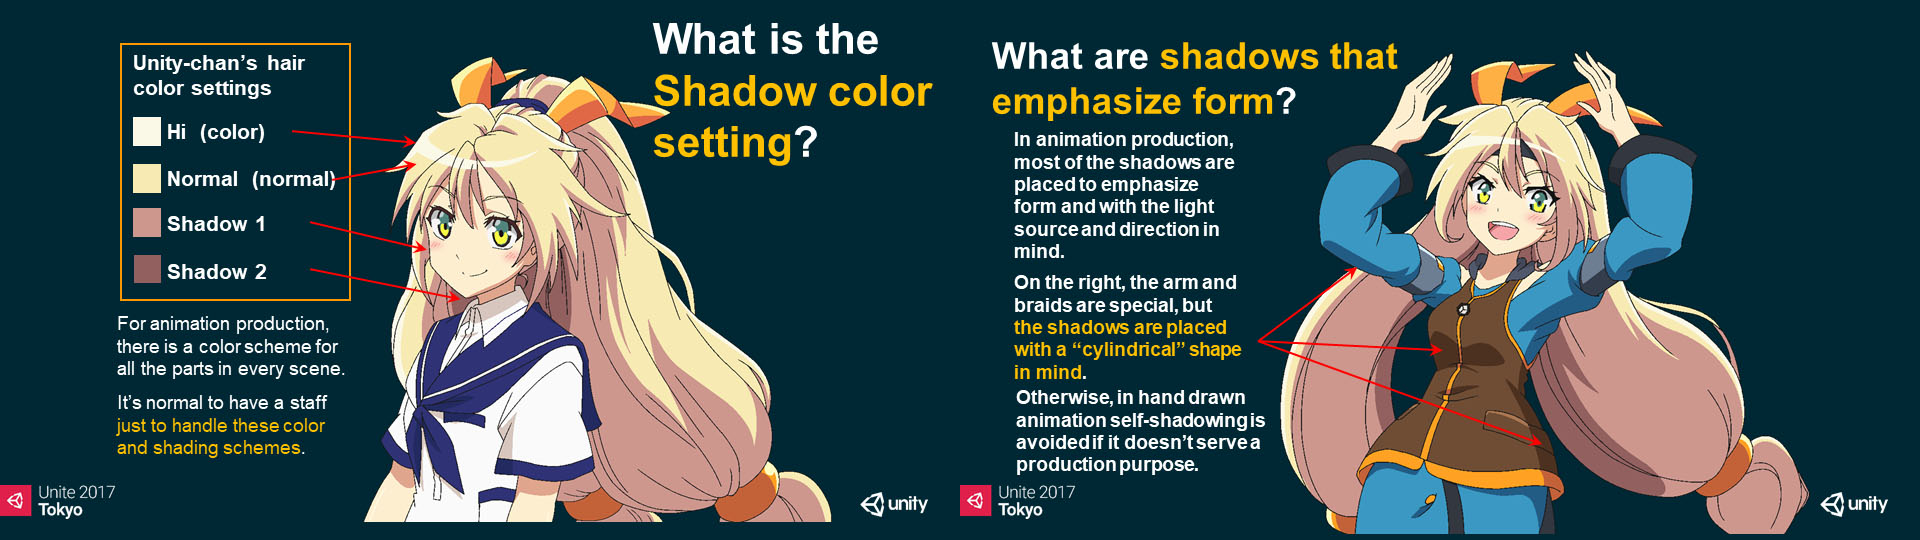 What is the
Shadow color
setting?
Unity-chan's hair
color settings
Hi (color)
Normal (normal)
Shadow 1
Shadow 2
For animation production,
there is a color scheme for
all the parts in every scene.
It's normal to have a staff
just to handle these color
and shading schemes.
Unite 2017
Tokyo
unity
What are shadows that
emphasize form?
In animation production,
most of the shadows are
placed to emphasize
form and with the light
source and direction in
mind.
On the right, the arm and
braids are special, but
the shadows are placed
with a “cylindrical” shape
in mind.
Otherwise, in hand drawn
animation self-shadowing is
avoided if it doesn't serve a
production purpose.
Unite 2017
Tokyo
unity